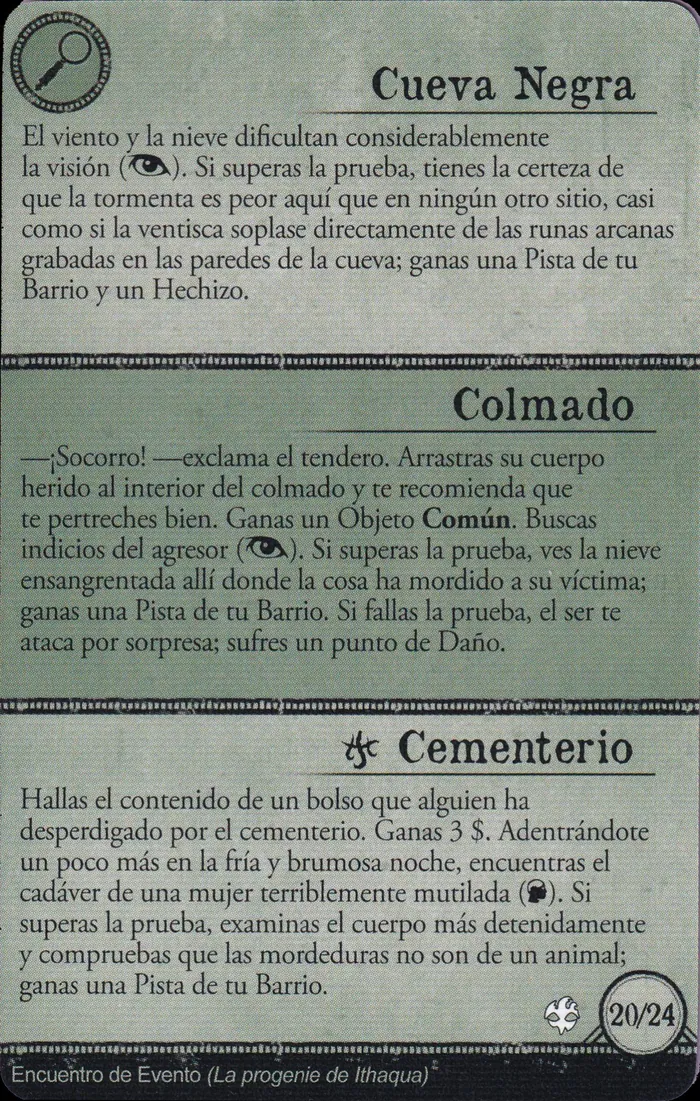 Cueva Negra
El viento y la nieve dificultan considerablemente
la visión ( ). Si superas la prueba, tienes la certeza de
que la tormenta es peor aquí que en ningún otro sitio, casi
como si la ventisca soplase directamente de las runas arcanas
grabadas en las paredes de la cueva; ganas una Pista de tu
Barrio y un Hechizo.
Colmado
—¡Socorro! —exclama el tendero. Arrastras su cuerpo
herido al interior del colmado y te recomienda que
te pertreches bien. Ganas un Objeto Común. Buscas
indicios del agresor ( ). Si superas la prueba, ves la nieve
ensangrentada allí donde la cosa ha mordido a su víctima;
ganas una Pista de tu Barrio. Si fallas la prueba, el ser te
ataca por sorpresa; sufres un punto de Daño.
Cementerio
Hallas el contenido de un bolso que alguien ha
desperdigado por el cementerio. Ganas 3 $. Adentrándote
un poco más en la fría y brumosa noche, encuentras el
cadáver de una mujer terriblemente mutilada ( ). Si
superas la prueba, examinas el cuerpo más detenidamente
y compruebas que las mordeduras no son de un animal;
ganas una Pista de tu Barrio.
20/24
Encuentro de Evento (La progenie de Ithaqua)